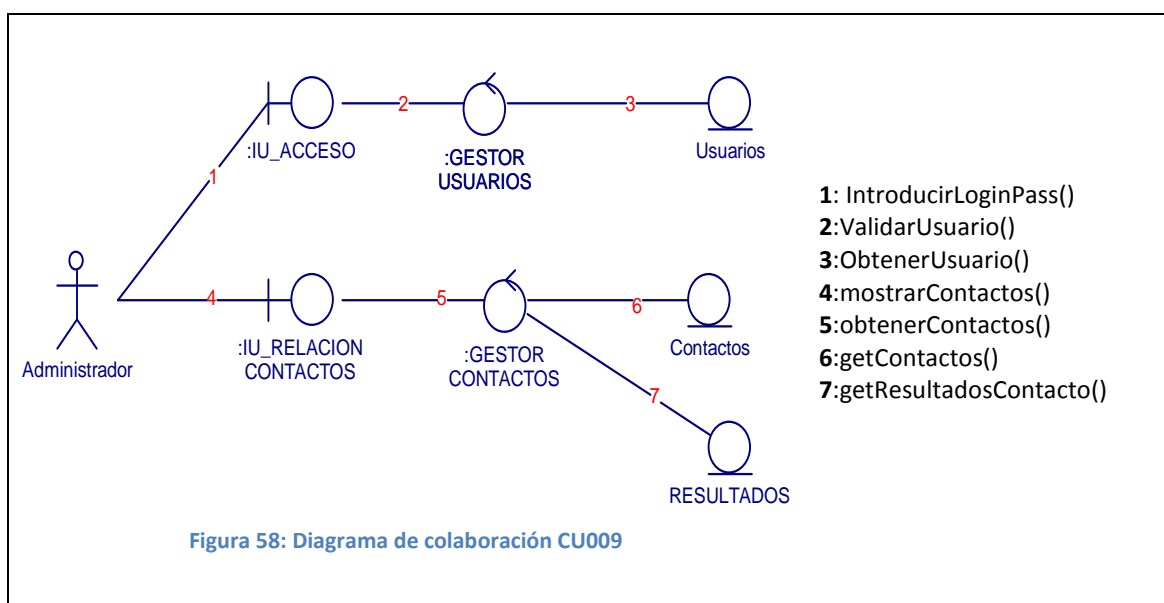 2
3
:IU_ACCESO
:GESTOR
USUARIOS
Usuarios
1
4
5
6
:IU_RELACION
CONTACTOS
:GESTOR
CONTACTOS
Contactos
Administrador
7
RESULTADOS
1: IntroducirLoginPass()
2:ValidarUsuario()
3:ObtenerUsuario()
4:mostrarContactos()
5:obtenerContactos()
6:getContactos()
7:getResultadosContacto()
Figura 58: Diagrama de colaboración CU009